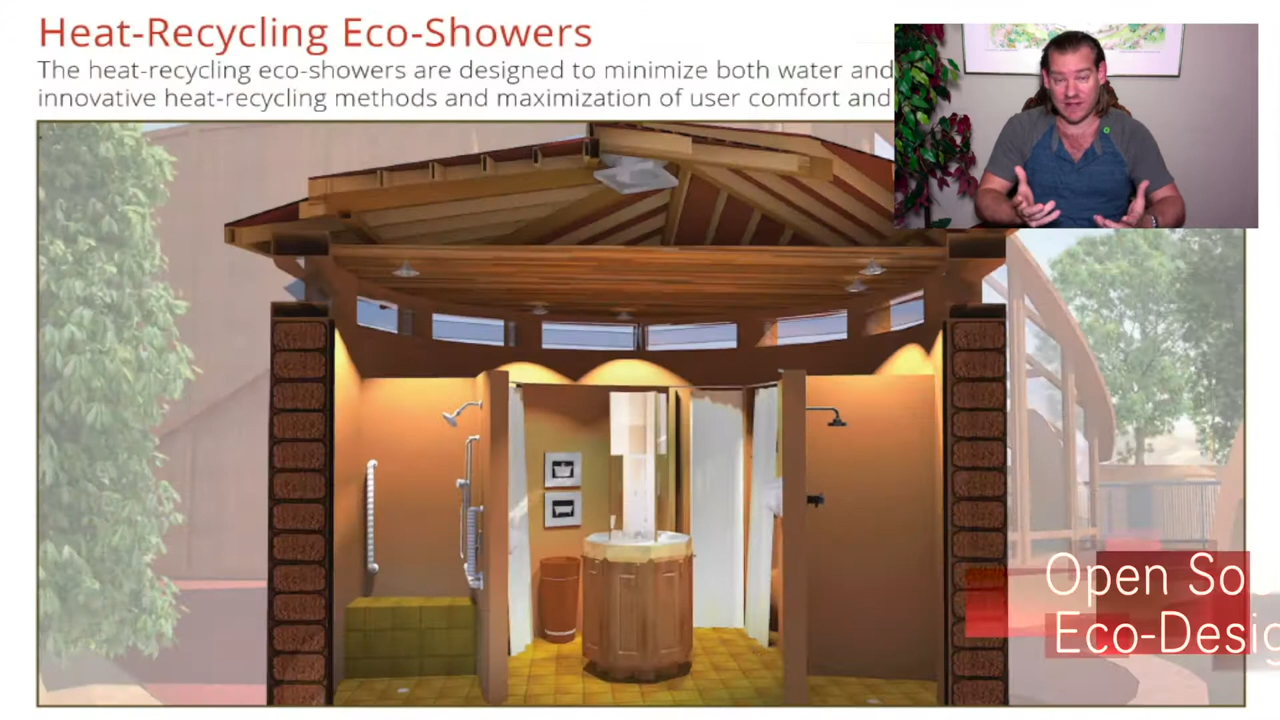 Heat-Recycling Eco-Showers
The heat-recycling eco-showers are designed to minimize both water and
innovative heat-recycling methods and maximization of user comfort and
Open So
Eco-Desig